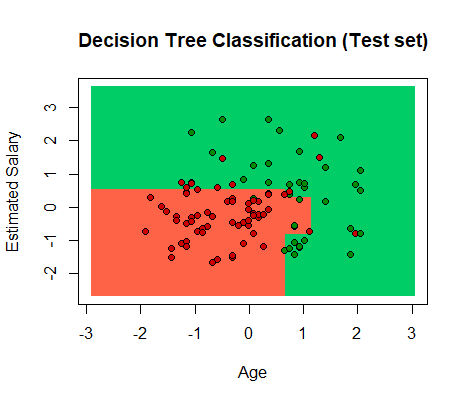 Decision Tree Classification (Test set)
Estimated Salary
3
2
1
0
-1
-2
-3 -2 -1 0 1 2 3
Age